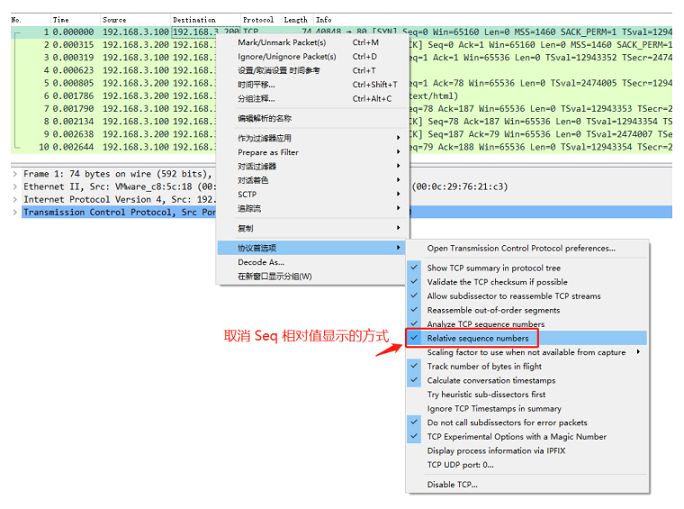 No. Time Source Destination Protocol Length Info
1 0.000000 192.168.3.100 192.168.3.200 TCP 74 40848 → 80 [SYN] Seq=0 Win=65160 Len=0 MSS=1460 SACK_PERM=1 TSval=1294
2 0.000315 192.168.3.200 192.168.3. K] Seq=0 Ack=1 Win=65160 Len=0 MSS=1460 SACK_PERM=1
3 0.000339 192.168.3.100 192.168.3. eq=1 Ack=1 Win=65536 Len=0 TSval=12943352 TSecr=2474
4 0.000623 192.168.3.100 192.168.3.
5 0.000805 192.168.3.200 192.168.3. eq=1 Ack=78 Win=65536 Len=0 TSval=2474005 TSecr=1294
6 0.001786 192.168.3.200 192.168.3. text/html)
7 0.001790 192.168.3.100 192.168.3. eq=78 Ack=187 Win=65536 Len=0 TSval=12943353 TSecr=2
8 0.002134 192.168.3.100 192.168.3. K] Seq=78 Ack=187 Win=65536 Len=0 TSval=12943354 TSe
9 0.002638 192.168.3.200 192.168.3. K] Seq=187 Ack=79 Win=65536 Len=0 TSval=2474007 TSec
10 0.002644 192.168.3.100 192.168.3. eq=79 Ack=188 Win=65536 Len=0 TSval=12943354 TSecr=2
Mark/Unmark Packet(s) Ctrl+M
Ignore/Unignore Packet(s) Ctrl+D
设置/取消设置 时间参考 Ctrl+T
时间平移... Ctrl+Shift+T
分组注释... Ctrl+Alt+C
编辑解析的名称
作为过滤器应用
Prepare as Filter
对话过滤器
对话着色
SCTP
追踪流
复制
协议首选项
Decode As...
在新窗口显示分组(W)
Frame 1: 74 bytes on wire (592 bits),
Ethernet II, Src: VMware_c8:5c:18 (00: (00:0c:29:76:21:c3)
Internet Protocol Version 4, Src: 192.
Transmission Control Protocol, Src Por
Open Transmission Control Protocol preferences...
Show TCP summary in protocol tree
Validate the TCP checksum if possible
Allow subdissector to reassemble TCP streams
Reassemble out-of-order segments
Analyze TCP sequence numbers
取消 Seq 相对值显示的方式
Relative sequence numbers
Scaling factor to use when not available from capture
Track number of bytes in flight
Calculate conversation timestamps
Try heuristic sub-dissectors first
Ignore TCP Timestamps in summary
Do not call subdissectors for error packets
TCP Experimental Options with a Magic Number
Display process information via IPFIX
TCP UDP port: 0...
Disable TCP...